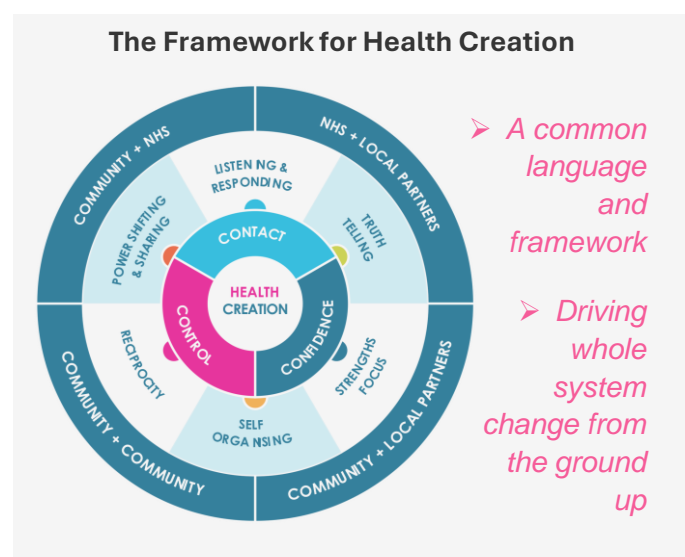 The Framework for Health Creation
COMMUNITY + NHS
NHS + LOCAL PARTNERS
LISTENING &
RESPONDING
POWER SHIFTING
& SHARING
TRUTH
TELLING
CONTACT
HEALTH
CREATION
CONTROL
CONFIDENCE
RECIPROCITY
STRENGTHS
FOCUS
SELF
ORGANISING
COMMUNITY + COMMUNITY
COMMUNITY + LOCAL PARTNERS
➢ A common
language
and
framework
➢ Driving
whole
system
change from
the ground
up